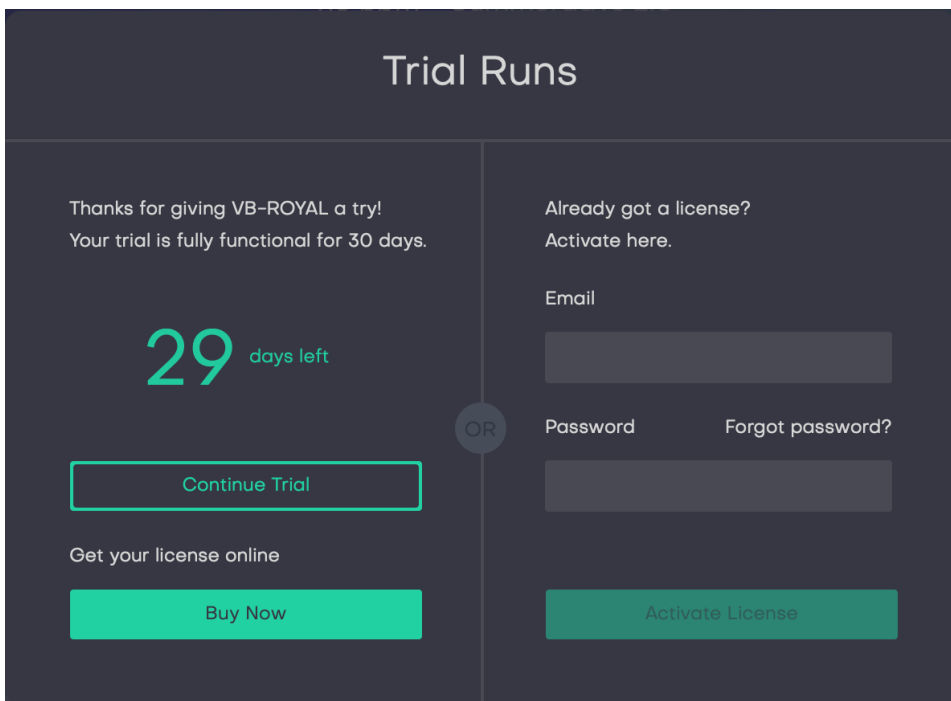 Trial Runs
Thanks for giving VB-ROYAL a try!
Your trial is fully functional for 30 days.
29 days left
Continue Trial
Get your license online
Buy Now
OR
Already got a license?
Activate here.
Email
Password Forgot password?
Activate License